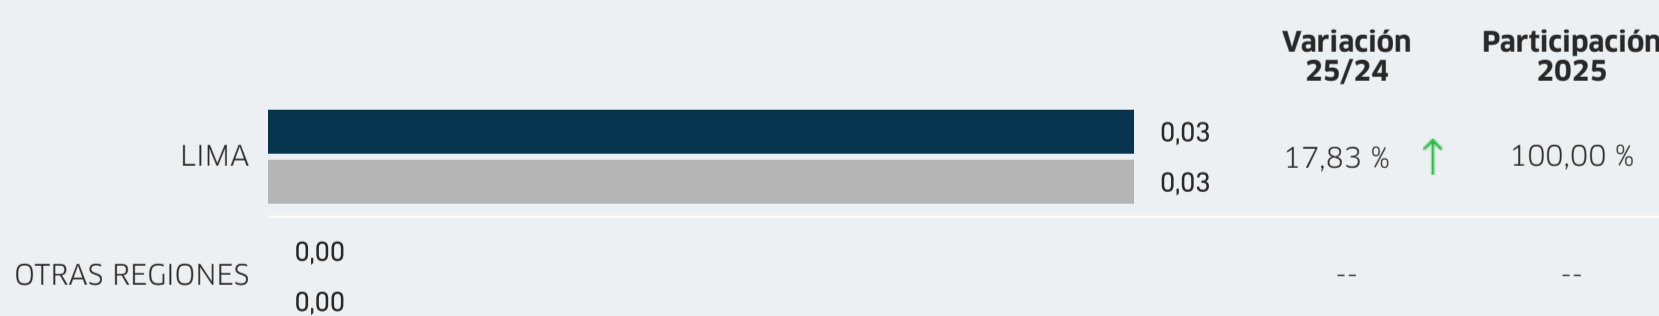 Variación
25/24
Participación
2025
LIMA
0,03
0,03
17,83 %
100,00 %
OTRAS REGIONES
0,00
0,00
--
--